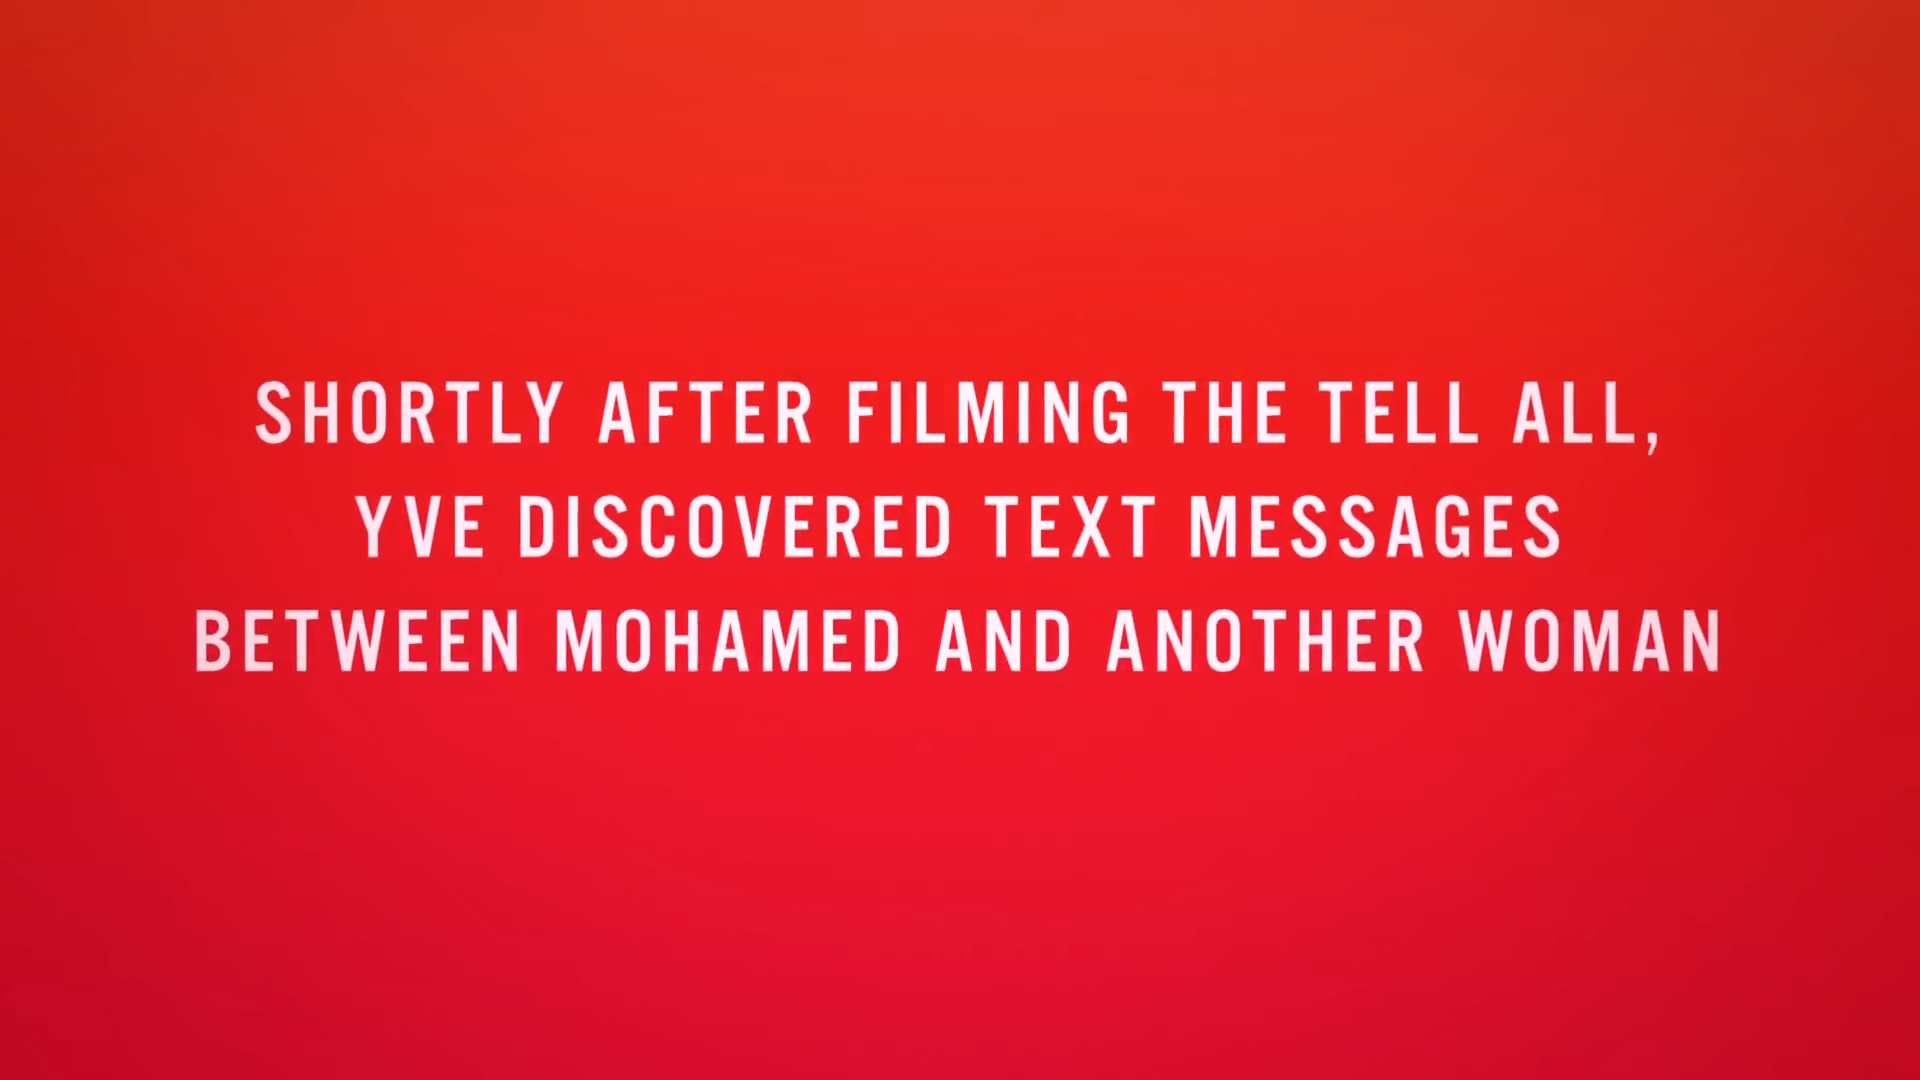 SHORTLY AFTER FILMING THE TELL ALL,
YVE DISCOVERED TEXT MESSAGES
BETWEEN MOHAMED AND ANOTHER WOMAN